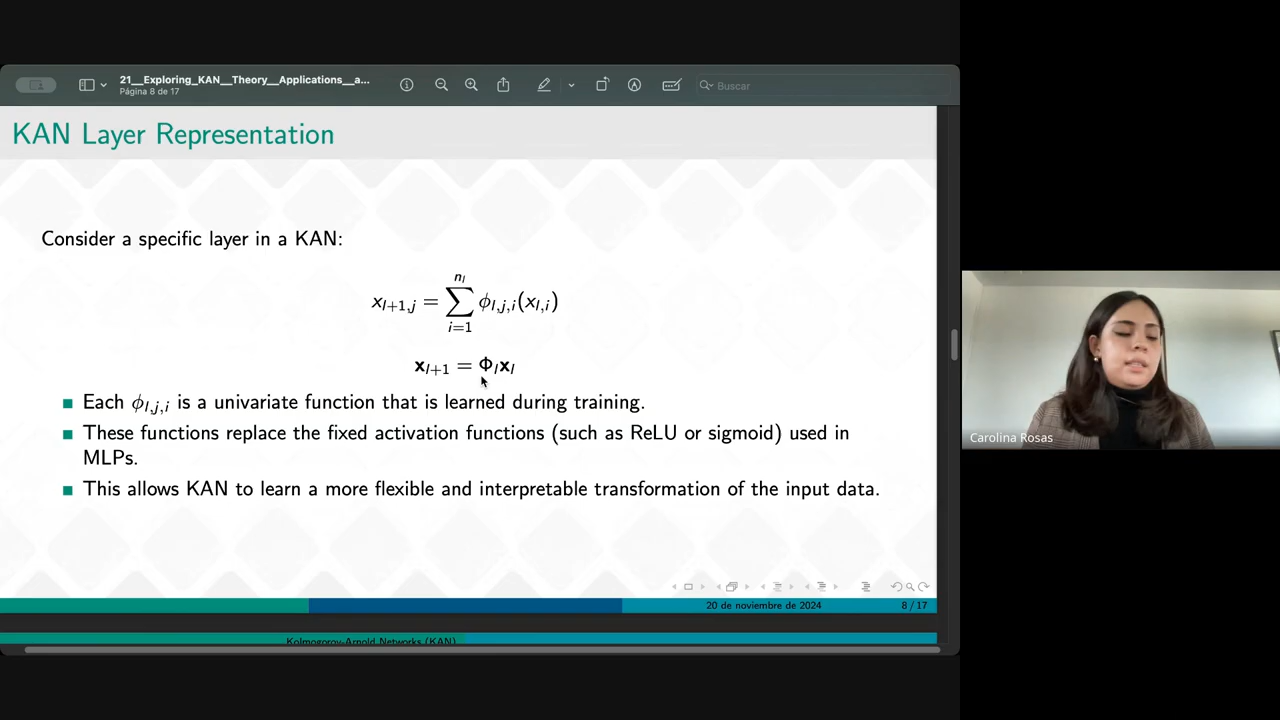 21__Exploring_KAN__Theory__Applications__a...
Página 8 de 17
Buscar
KAN Layer Representation
Consider a specific layer in a KAN:
x_{l+1,j} = \sum_{i=1}^{n_l} \phi_{l,j,i}(x_{l,i})
\mathbf{x}_{l+1} = \Phi_l \mathbf{x}_l
Each \phi_{l,j,i} is a univariate function that is learned during training.
These functions replace the fixed activation functions (such as ReLU or sigmoid) used in
MLPs.
This allows KAN to learn a more flexible and interpretable transformation of the input data.
20 de noviembre de 2024 8 / 17
Kolmogorov-Arnold Networks (KAN)
Carolina Rosas